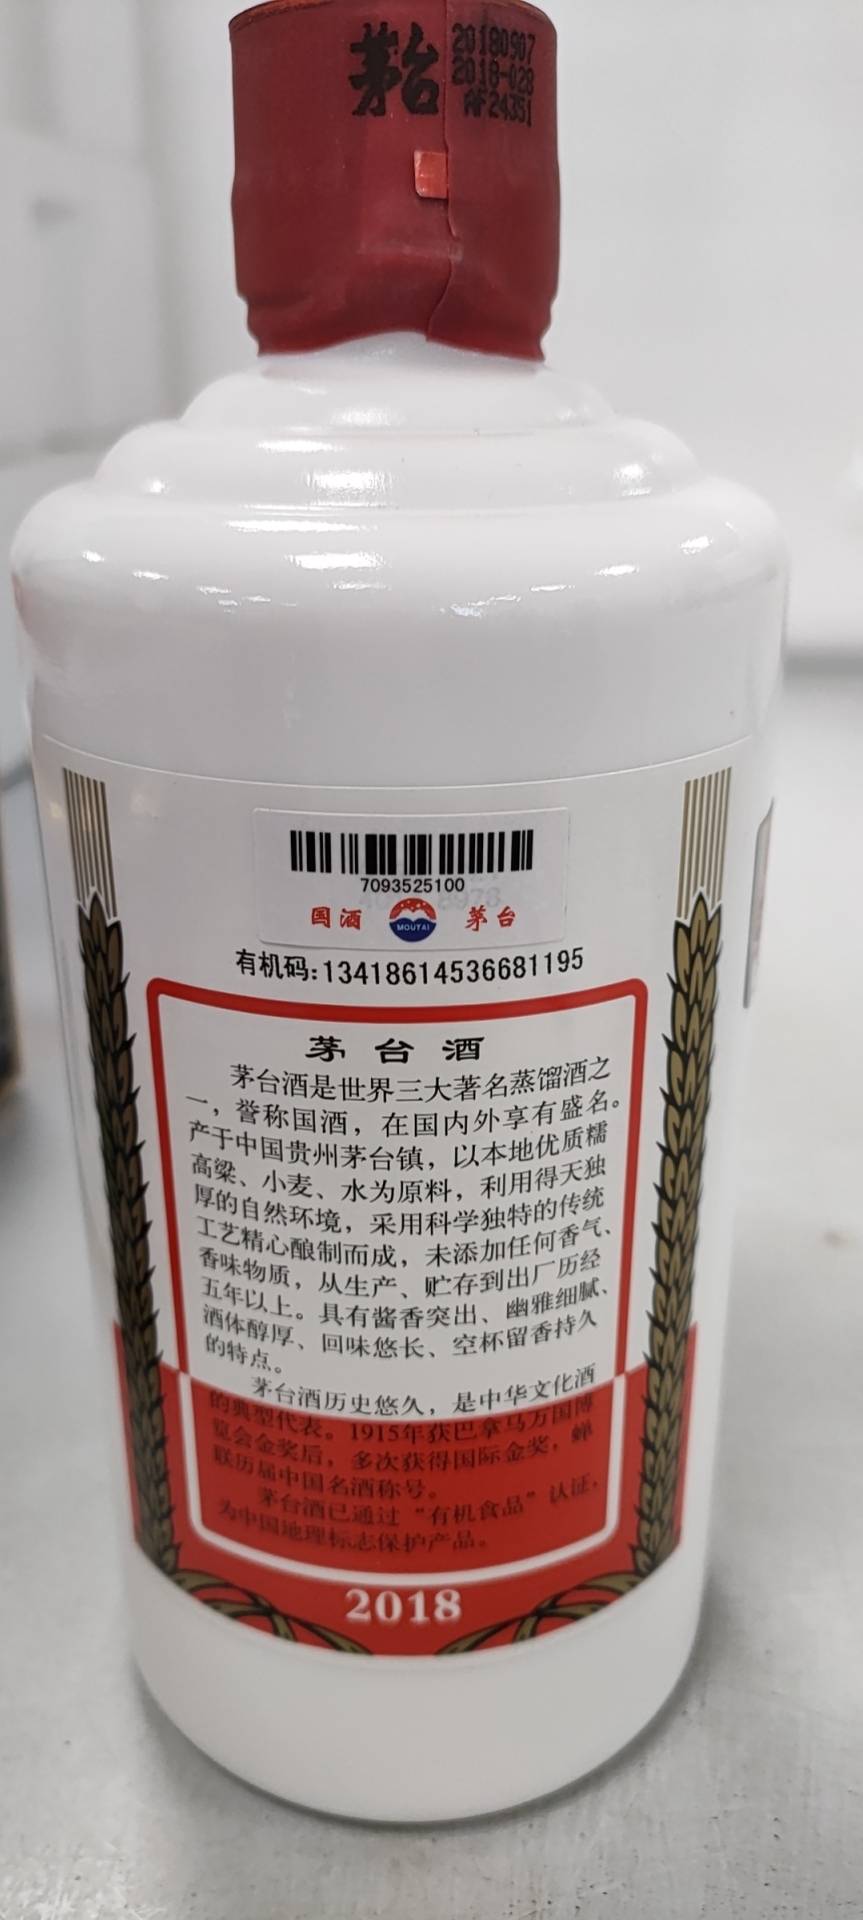 茅台
20180907
2018-028
AF24351
7093525100
国酒 MOUTAI 茅台
有机码:13418614536681195
茅台酒
茅台酒是世界三大著名蒸馏酒之
一，誉称国酒，在国内外享有盛名。
产于中国贵州茅台镇，以本地优质糯
高粱、小麦、水为原料，利用得天独
厚的自然环境，采用科学独特的传统
工艺精心酿制而成，未添加任何香气、
香味物质，从生产、贮存到出厂历经
五年以上。具有酱香突出、幽雅细腻、
酒体醇厚、回味悠长、空杯留香持久
的特点。
茅台酒历史悠久，是中华文化酒
的典型代表。1915年获巴拿马万国博
览会金奖后，多次获得国际金奖，蝉
联历届中国名酒称号。
茅台酒已通过“有机食品”认证，
为中国地理标志保护产品。
2018